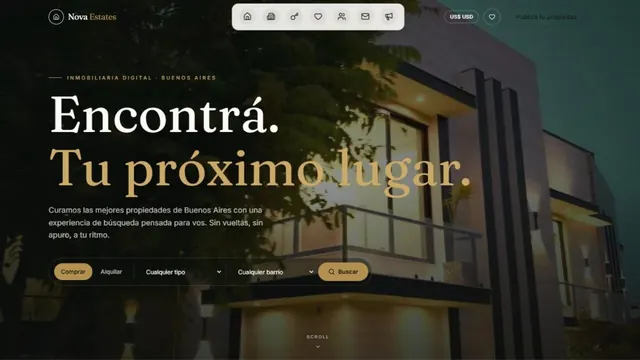 Nova Estates
US$ USD
Publicá tu propiedad
INMOBILIARIA DIGITAL · BUENOS AIRES
Encontrá.
Tu próximo lugar.
Curamos las mejores propiedades de Buenos Aires con una
experiencia de búsqueda pensada para vos. Sin vueltas, sin
apuro, a tu ritmo.
Comprar Alquilar Cualquier tipo Cualquier barrio Buscar
SCROLL